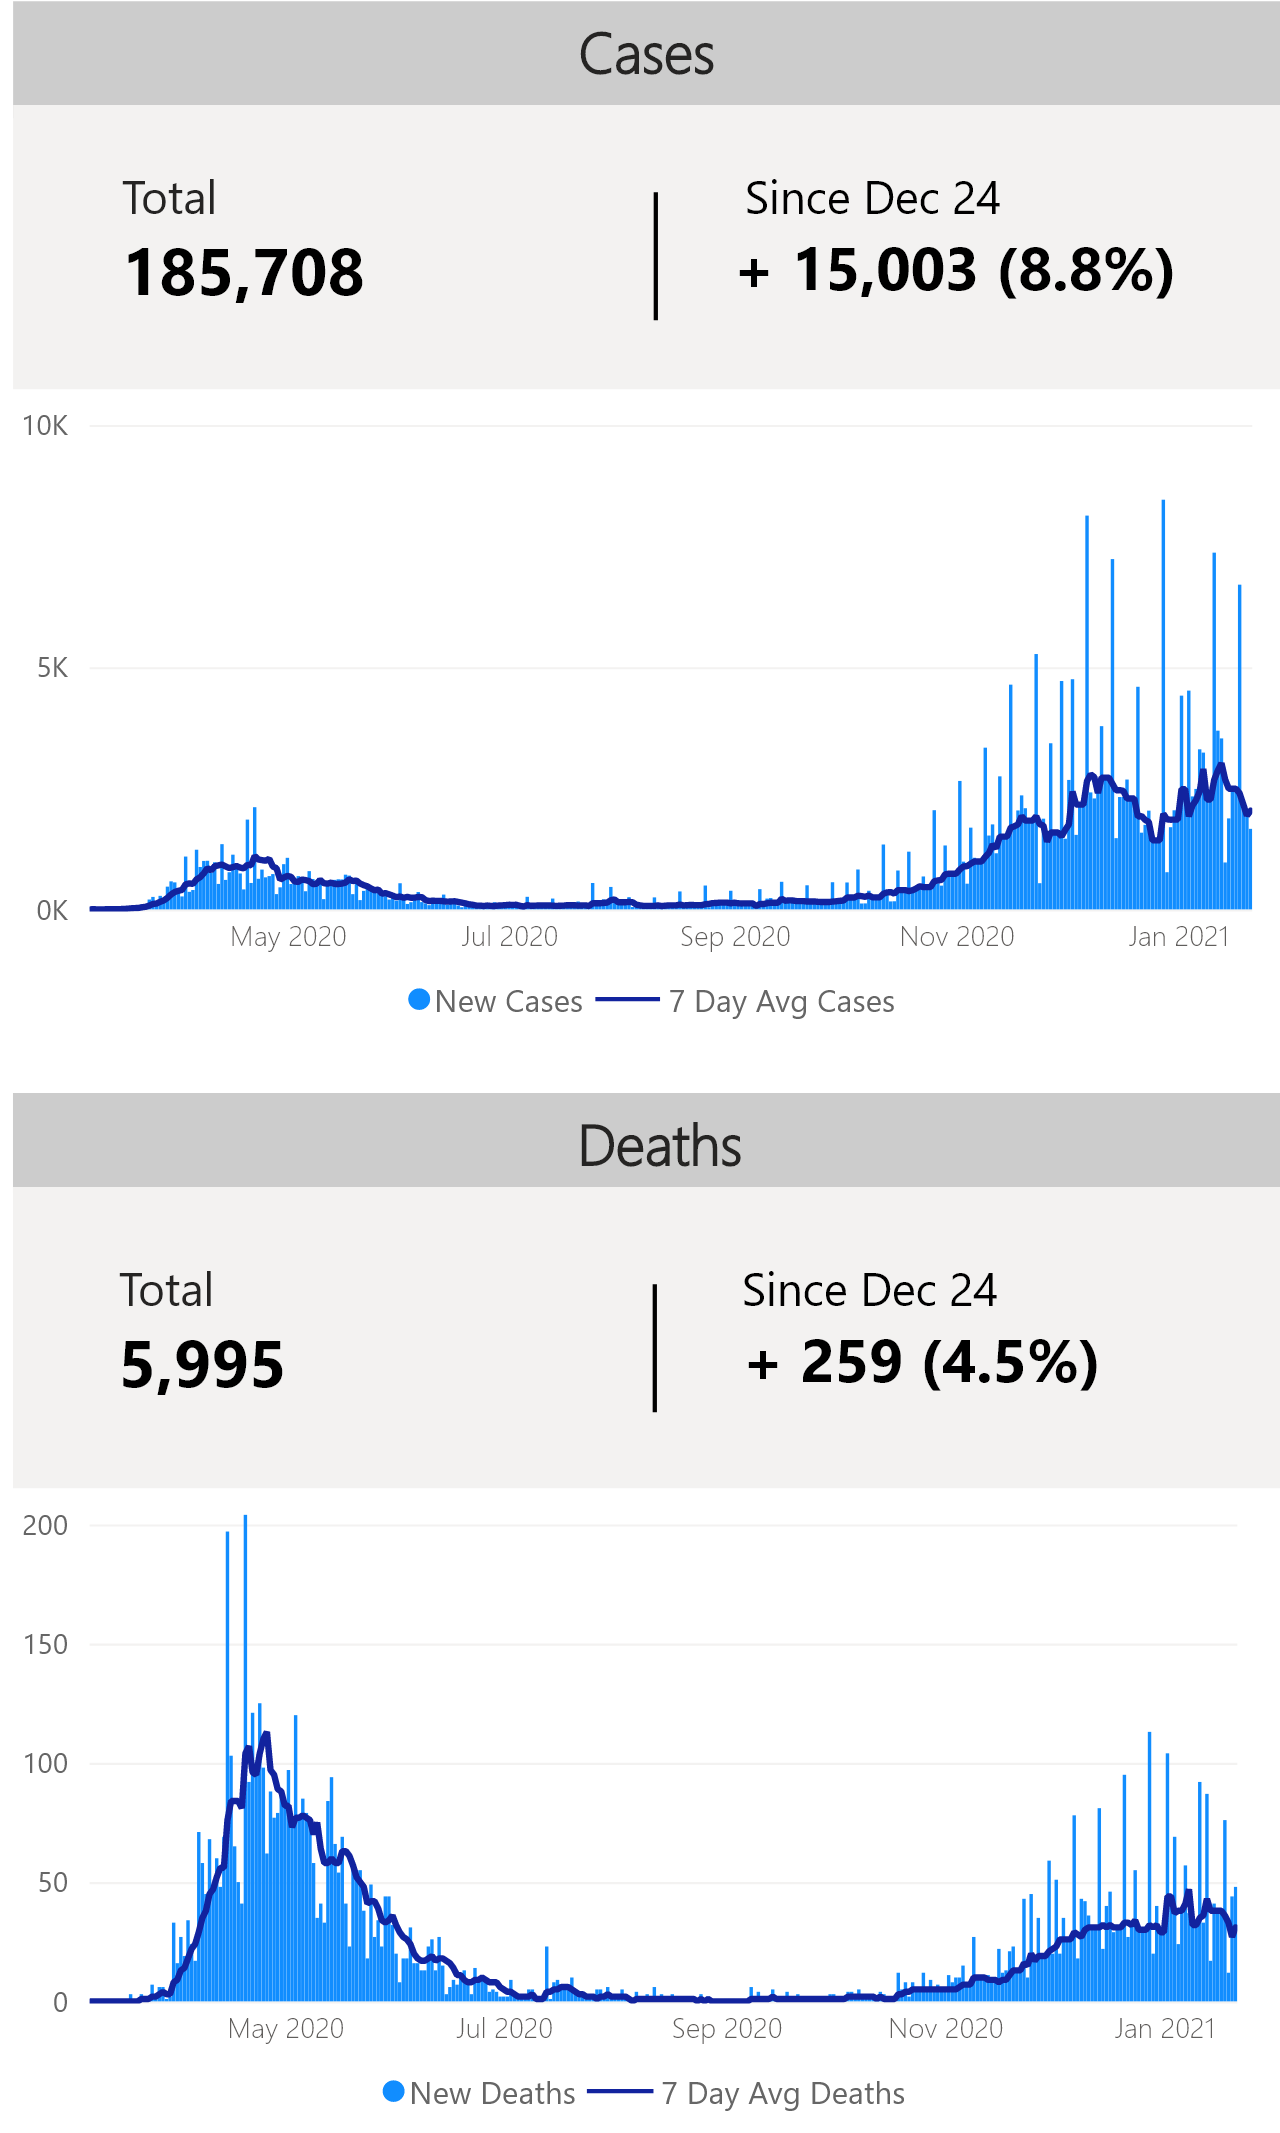 Cases
Total
Since Dec 24
185,708
+ 15,003 (8.8%)
10K
5K
0K
May 2020 Jul 2020 Sep 2020 Nov 2020 Jan 2021
New Cases 7 Day Avg Cases
Deaths
Total
Since Dec 24
5,995
+ 259 (4.5%)
200
150
100
50
0
May 2020 Jul 2020 Sep 2020 Nov 2020 Jan 2021
New Deaths 7 Day Avg Deaths